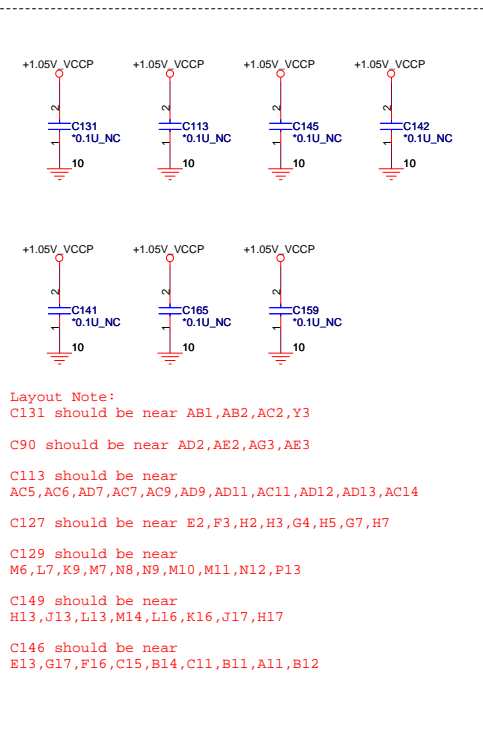 +1.05V_VCCP +1.05V_VCCP +1.05V_VCCP +1.05V_VCCP
2 2 2 2
C131 C113 C145 C142
*0.1U_NC *0.1U_NC *0.1U_NC *0.1U_NC
1 1 1 1
10 10 10 10
+1.05V_VCCP +1.05V_VCCP +1.05V_VCCP
2 2 2
C141 C165 C159
*0.1U_NC *0.1U_NC *0.1U_NC
1 1 1
10 10 10
Layout Note:
C131 should be near AB1,AB2,AC2,Y3
C90 should be near AD2,AE2,AG3,AE3
C113 should be near
AC5,AC6,AD7,AC7,AC9,AD9,AD11,AC11,AD12,AD13,AC14
C127 should be near E2,F3,H2,H3,G4,H5,G7,H7
C129 should be near
M6,L7,K9,M7,N8,N9,M10,M11,N12,P13
C149 should be near
H13,J13,L13,M14,L16,K16,J17,H17
C146 should be near
E13,G17,F16,C15,B14,C11,B11,A11,B12